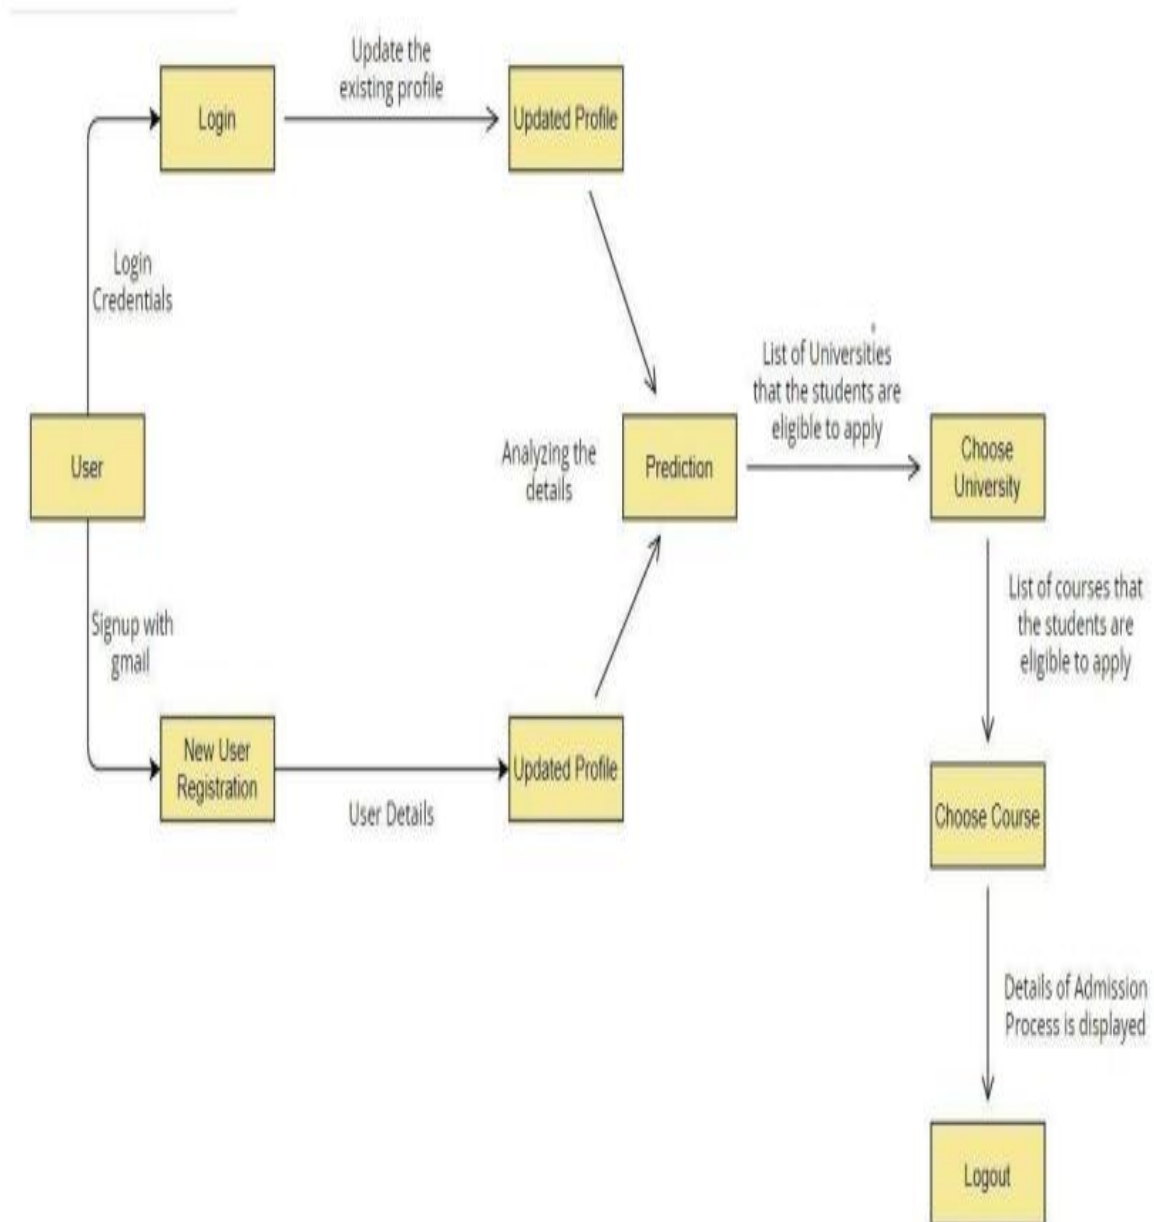 Update the
existing profile
Login
Updated Profile
Login
Credentials
List of Universities
that the students are
eligible to apply
User
Analyzing the
details
Prediction
Choose
University
Signup with
gmail
List of courses that
the students are
eligible to apply
New User
Registration
User Details
Updated Profile
Choose Course
Details of Admission
Process is displayed
Logout